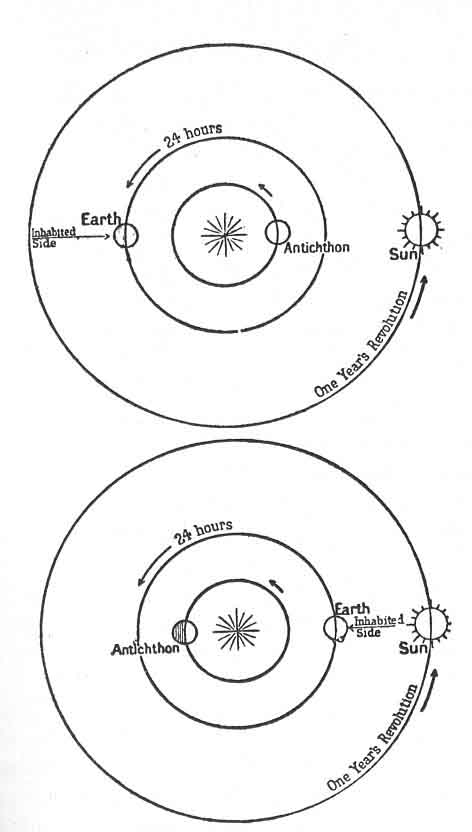 24 hours
Earth
Inhabited
Side
Antichthon
Sun
One Year's Revolution
24 hours
Earth
Inhabited
Side
Antichthon
Sun
One Year's Revolution